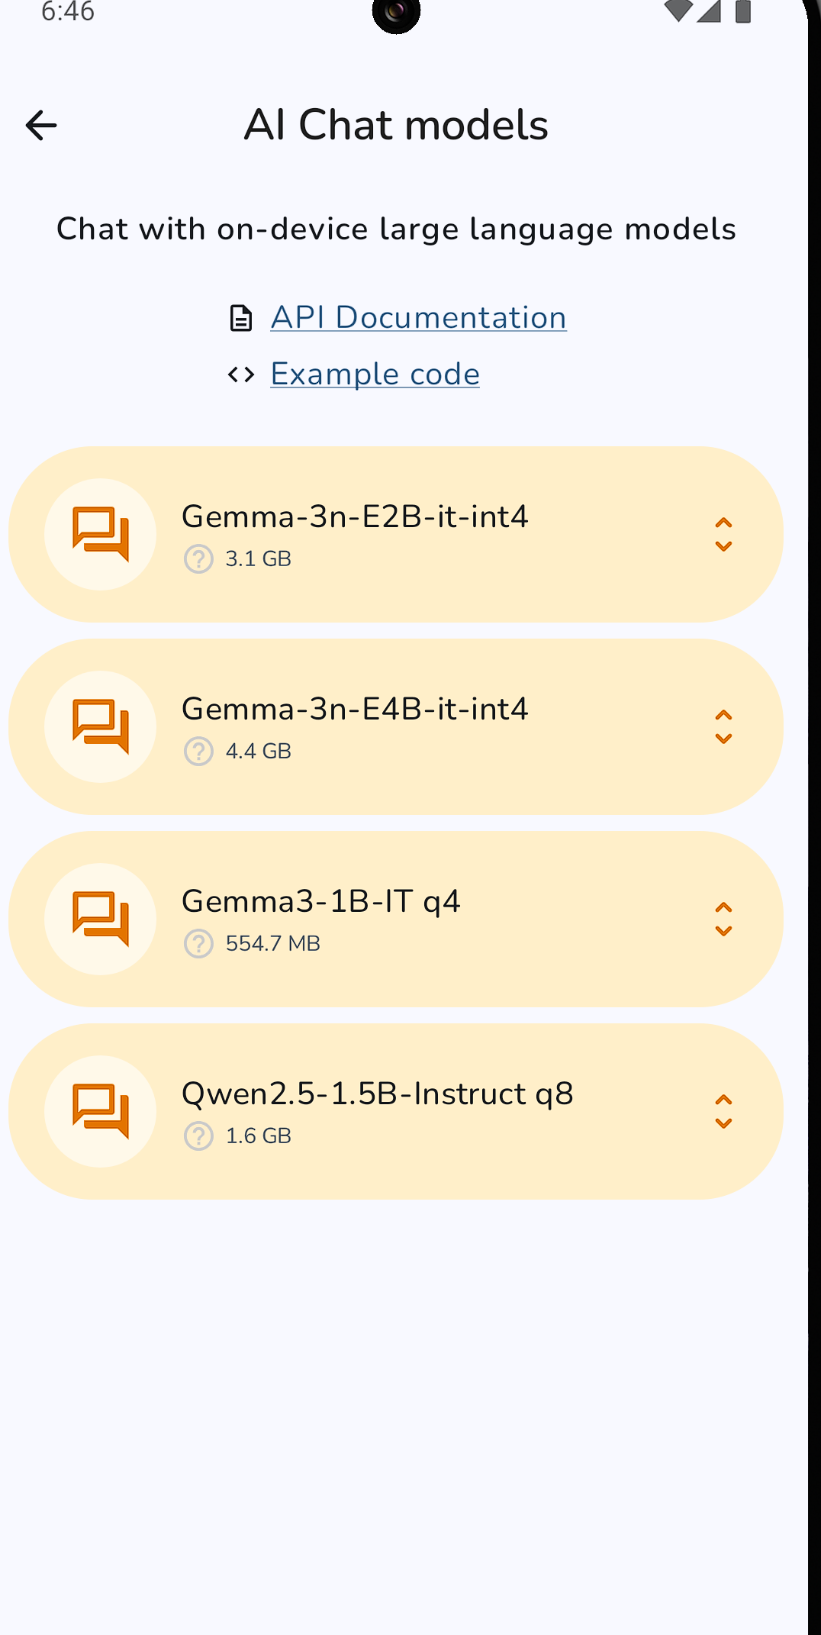 6:46
AI Chat models
Chat with on-device large language models
API Documentation
Example code
Gemma-3n-E2B-it-int4
3.1 GB
Gemma-3n-E4B-it-int4
4.4 GB
Gemma3-1B-IT q4
554.7 MB
Qwen2.5-1.5B-Instruct q8
1.6 GB